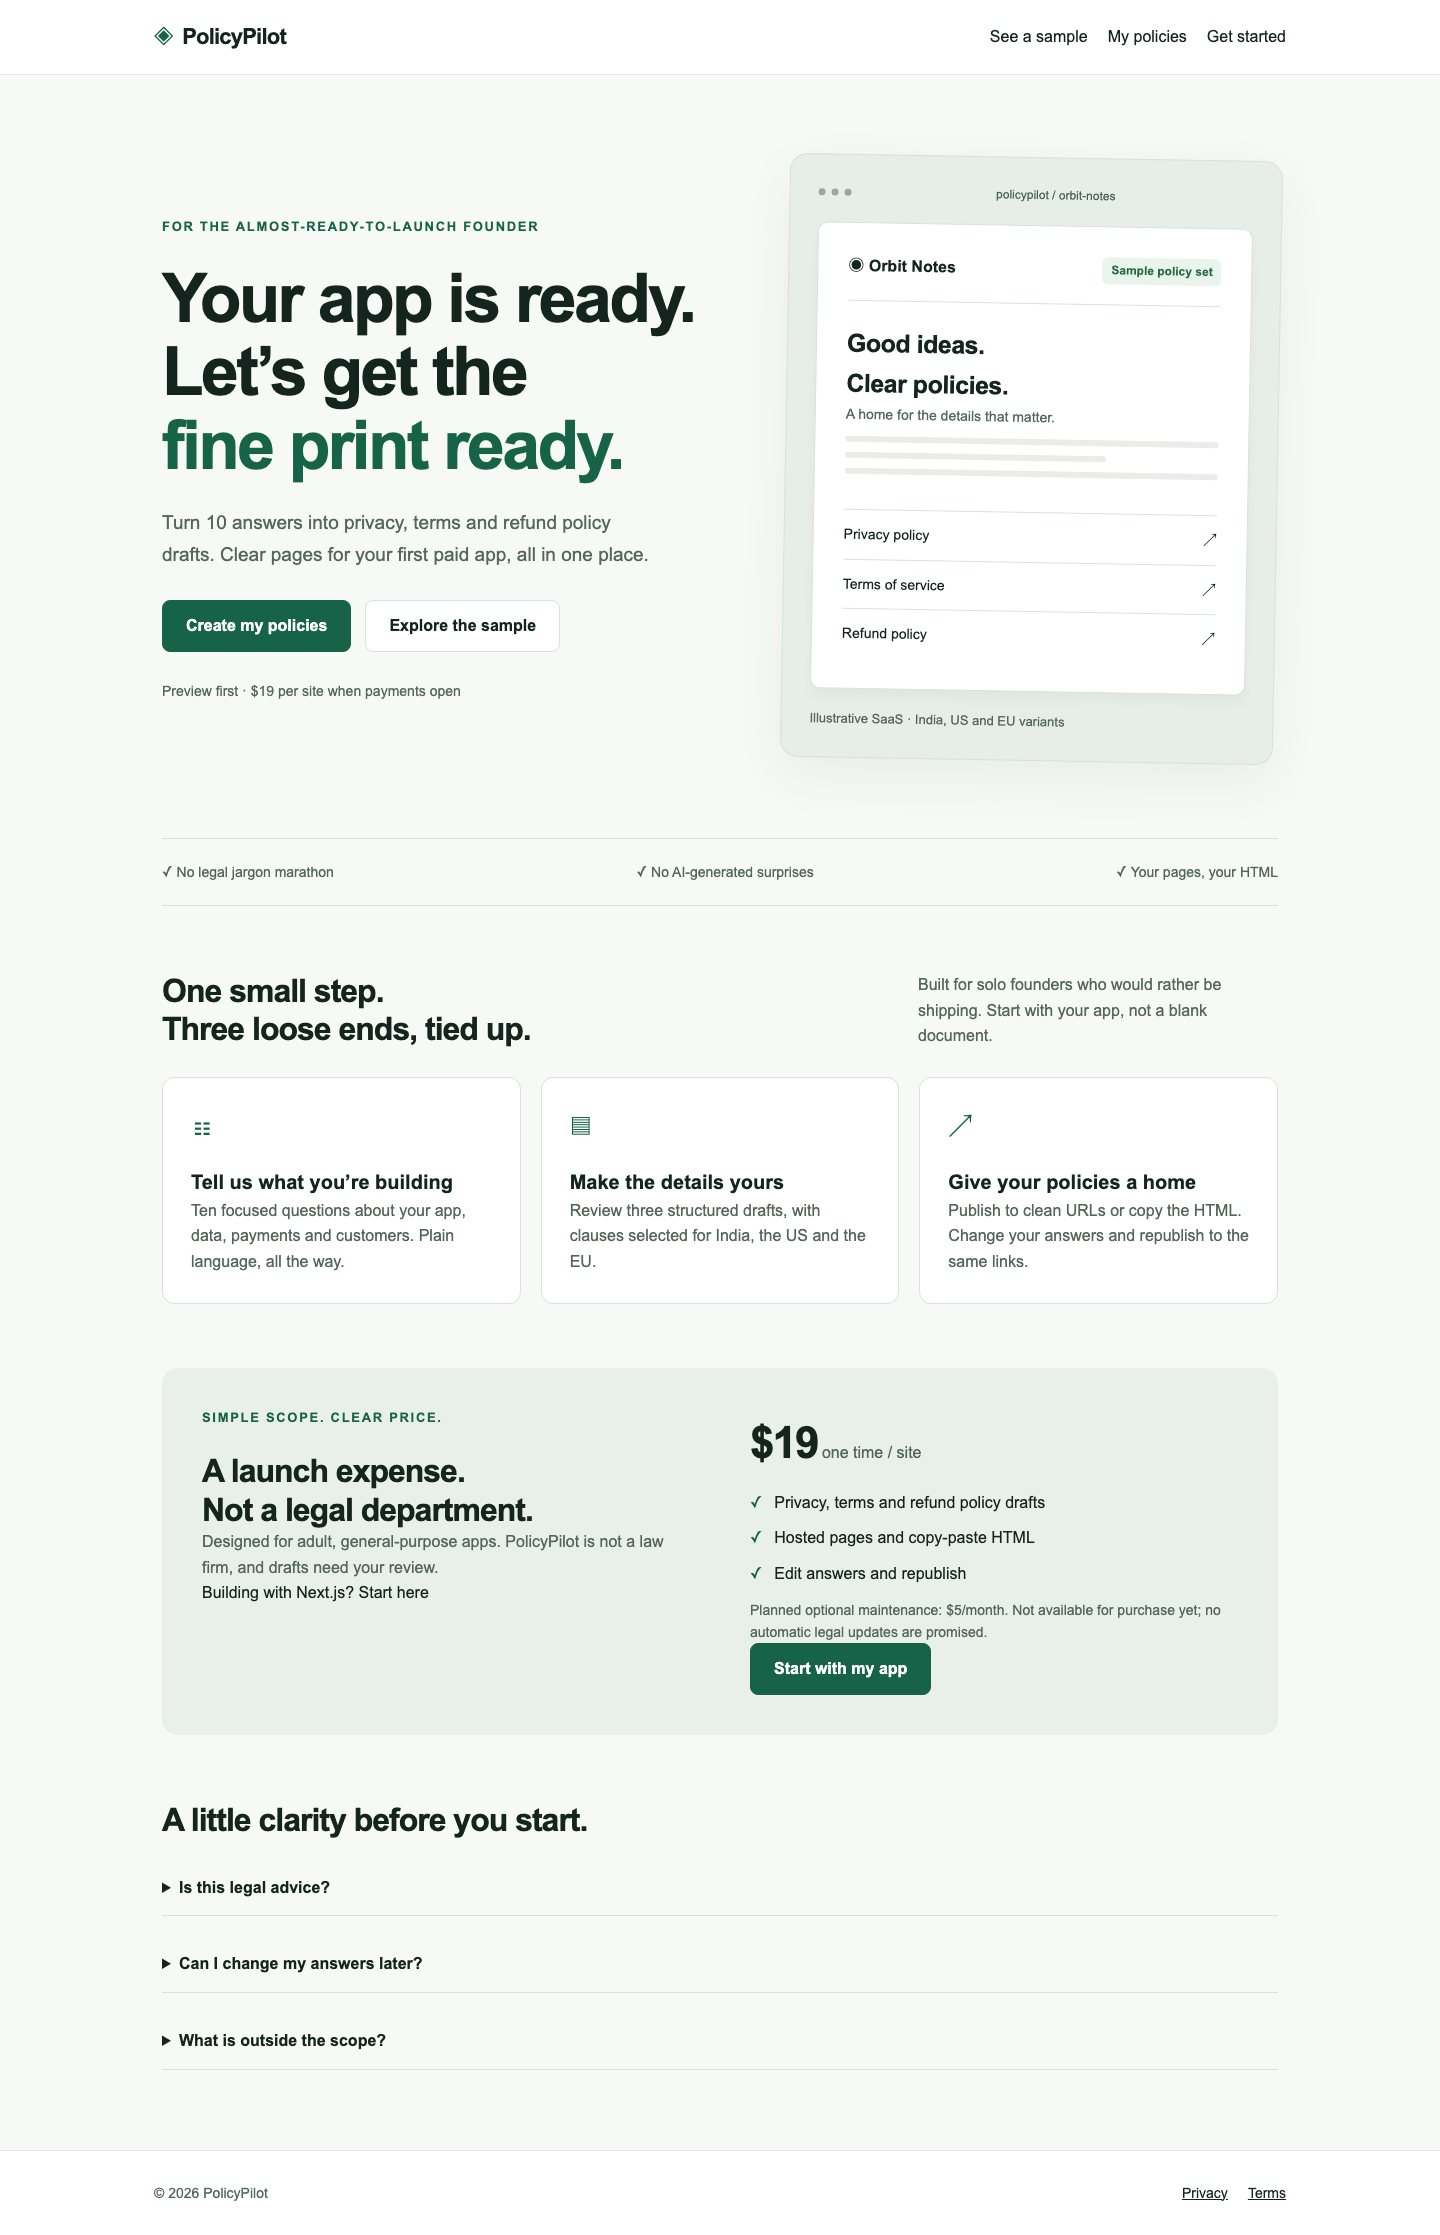 PolicyPilot
See a sample
My policies
Get started
FOR THE ALMOST-READY-TO-LAUNCH FOUNDER
Your app is ready.
Let’s get the
fine print ready.
Turn 10 answers into privacy, terms and refund policy
drafts. Clear pages for your first paid app, all in one place.
Create my policies
Explore the sample
Preview first · $19 per site when payments open
policypilot / orbit-notes
Orbit Notes
Sample policy set
Good ideas.
Clear policies.
A home for the details that matter.
Privacy policy ↗
Terms of service ↗
Refund policy ↗
Illustrative SaaS · India, US and EU variants
✓ No legal jargon marathon
✓ No AI-generated surprises
✓ Your pages, your HTML
One small step.
Three loose ends, tied up.
Built for solo founders who would rather be
shipping. Start with your app, not a blank
document.
Tell us what you’re building
Ten focused questions about your app,
data, payments and customers. Plain
language, all the way.
Make the details yours
Review three structured drafts, with
clauses selected for India, the US and the
EU.
Give your policies a home
Publish to clean URLs or copy the HTML.
Change your answers and republish to the
same links.
SIMPLE SCOPE. CLEAR PRICE.
A launch expense.
Not a legal department.
Designed for adult, general-purpose apps. PolicyPilot is not a law
firm, and drafts need your review.
Building with Next.js? Start here
$19 one time / site
✓ Privacy, terms and refund policy drafts
✓ Hosted pages and copy-paste HTML
✓ Edit answers and republish
Planned optional maintenance: $5/month. Not available for purchase yet; no
automatic legal updates are promised.
Start with my app
A little clarity before you start.
Is this legal advice?
Can I change my answers later?
What is outside the scope?
© 2026 PolicyPilot
Privacy
Terms